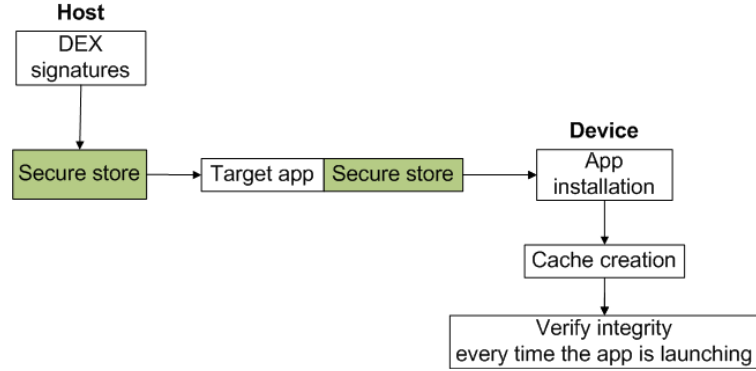 Host
DEX
signatures
Secure store
Target app
Secure store
Device
App
installation
Cache creation
Verify integrity
every time the app is launching